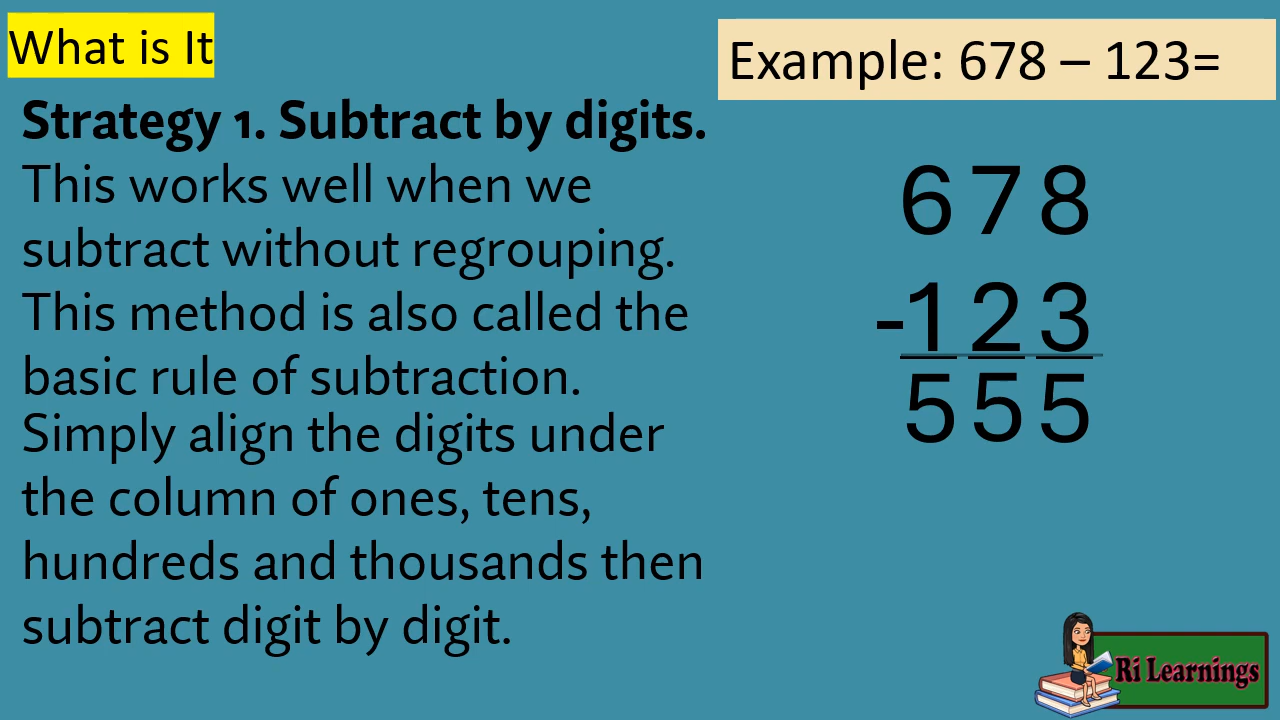 What is It
Example: 678 – 123=
Strategy 1. Subtract by digits.
This works well when we
subtract without regrouping.
This method is also called the
basic rule of subtraction.
Simply align the digits under
the column of ones, tens,
hundreds and thousands then
subtract digit by digit.
678
-123
555
Ri Learnings